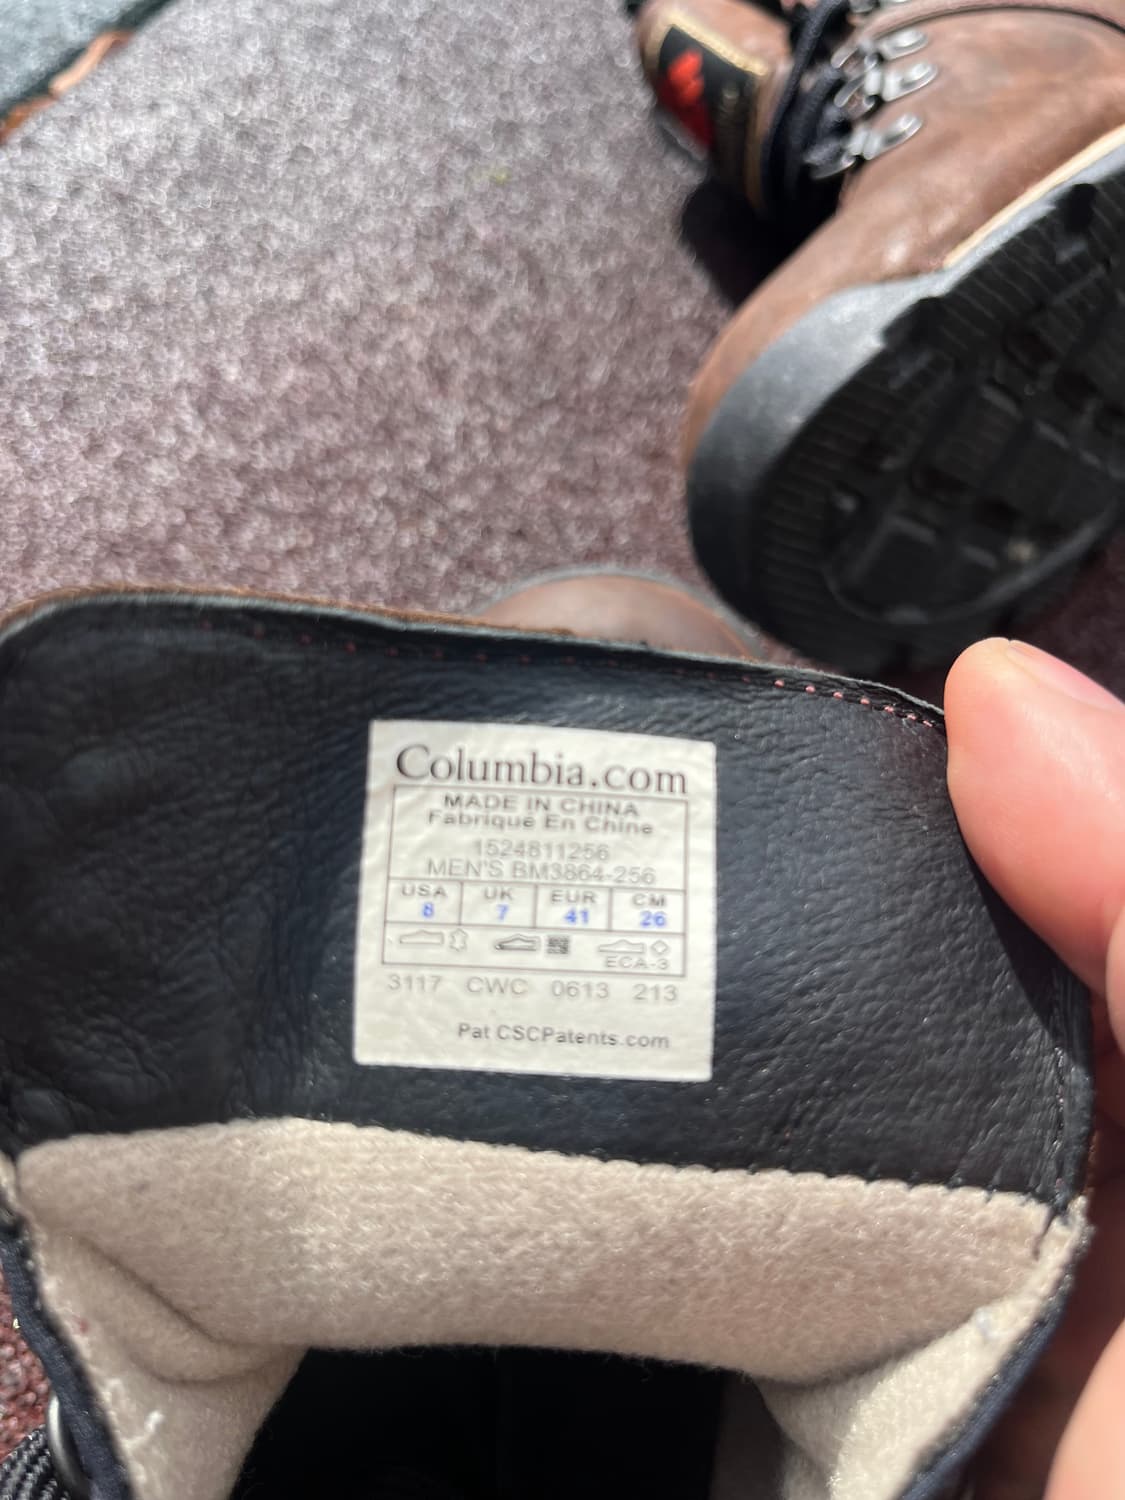 Columbia.com
MADE IN CHINA
Fabriqué En Chine
1524811256
MEN'S BM3864-256
USA UK EUR CM
8 7 41 26
ECA-3
3117 CWC 0613 213
Pat CSCPatents.com